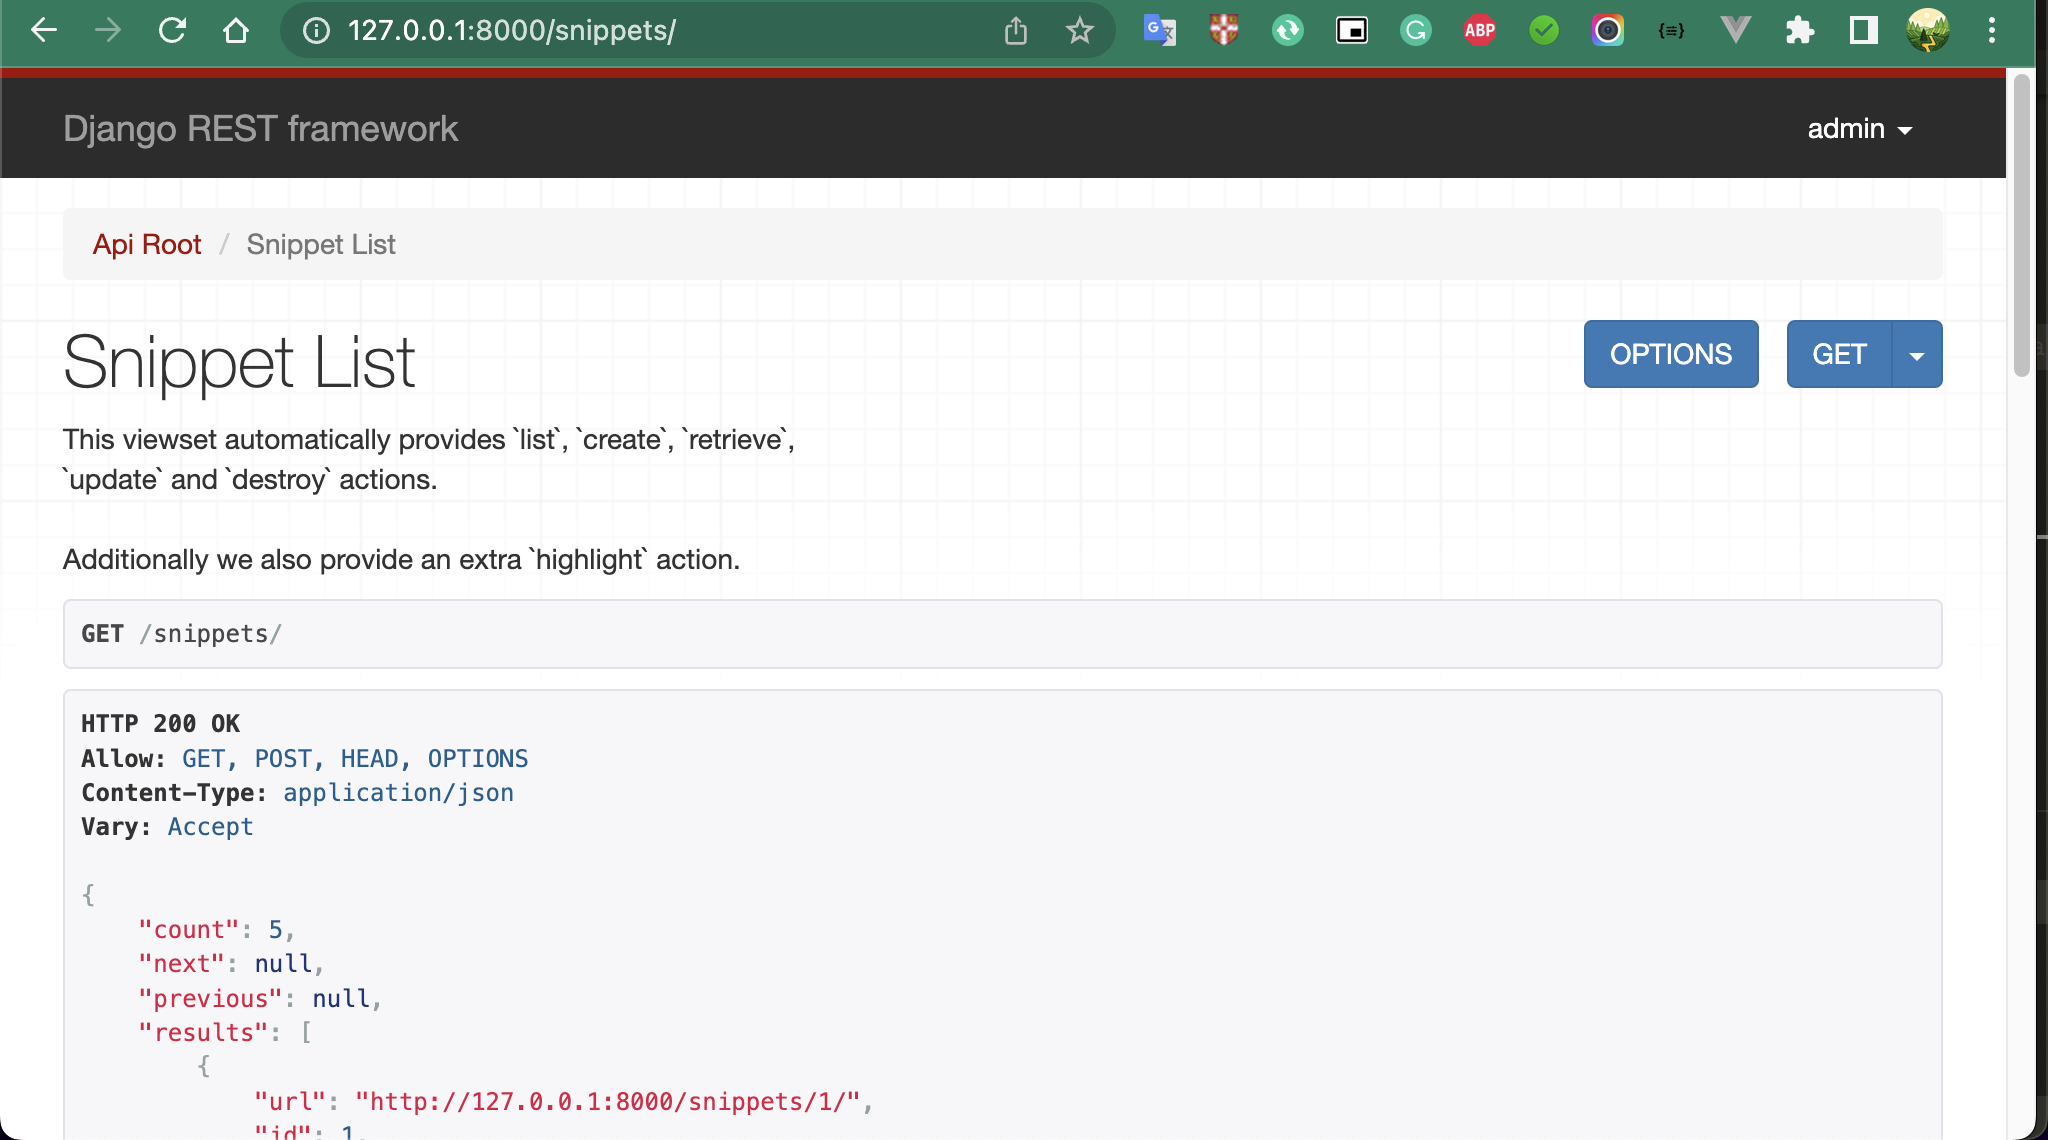 127.0.0.1:8000/snippets/
ABP
Django REST framework
admin
Api Root / Snippet List
Snippet List
OPTIONS
GET
This viewset automatically provides `list`, `create`, `retrieve`,
`update` and `destroy` actions.
Additionally we also provide an extra `highlight` action.
GET /snippets/
HTTP 200 OK
Allow: GET, POST, HEAD, OPTIONS
Content-Type: application/json
Vary: Accept
{
"count": 5,
"next": null,
"previous": null,
"results": [
{
"url": "http://127.0.0.1:8000/snippets/1/",
"id": 1,